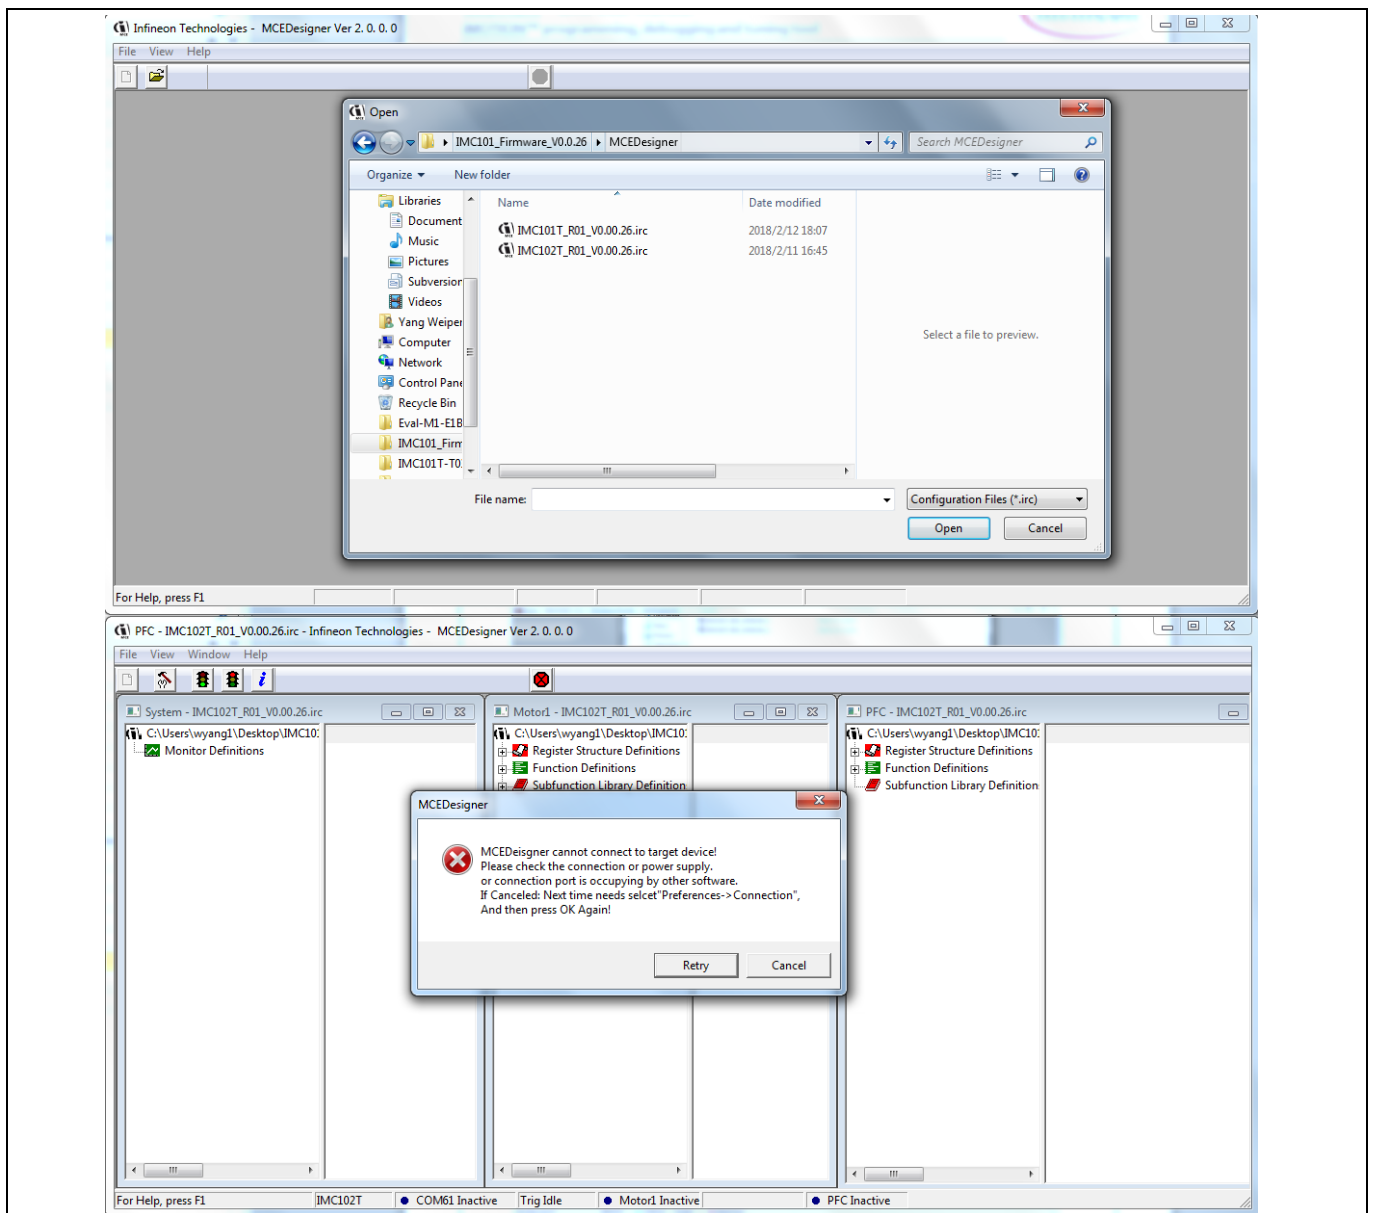 Infineon Technologies - MCEDesigner Ver 2. 0. 0. 0
File View Help
Open
IMC101_Firmware_V0.0.26 MCEDesigner
Search MCEDesigner
Organize New folder
Libraries
Document
Music
Pictures
Subversion
Videos
Yang Weiper
Computer
Network
Control Pane
Recycle Bin
Eval-M1-E1B
IMC101_Firm
IMC101T-T0
Name Date modified
IMC101T_R01_V0.00.26.irc 2018/2/12 18:07
IMC102T_R01_V0.00.26.irc 2018/2/11 16:45
Select a file to preview.
File name: Configuration Files (*.irc)
Open Cancel
For Help, press F1
PFC - IMC102T_R01_V0.00.26.irc - Infineon Technologies - MCEDesigner Ver 2. 0. 0. 0
File View Window Help
System - IMC102T_R01_V0.00.26.irc
C:\Users\wyang1\Desktop\IMC10:
Monitor Definitions
Motor1 - IMC102T_R01_V0.00.26.irc
C:\Users\wyang1\Desktop\IMC10:
Register Structure Definitions
Function Definitions
Subfunction Library Definition
PFC - IMC102T_R01_V0.00.26.irc
C:\Users\wyang1\Desktop\IMC10:
Register Structure Definitions
Function Definitions
Subfunction Library Definition
MCEDesigner
MCEDeisgner cannot connect to target device!
Please check the connection or power supply.
or connection port is occupying by other software.
If Canceled: Next time needs selcet"Preferences->Connection",
And then press OK Again!
Retry Cancel
For Help, press F1 IMC102T COM61 Inactive Trig Idle Motor1 Inactive PFC Inactive